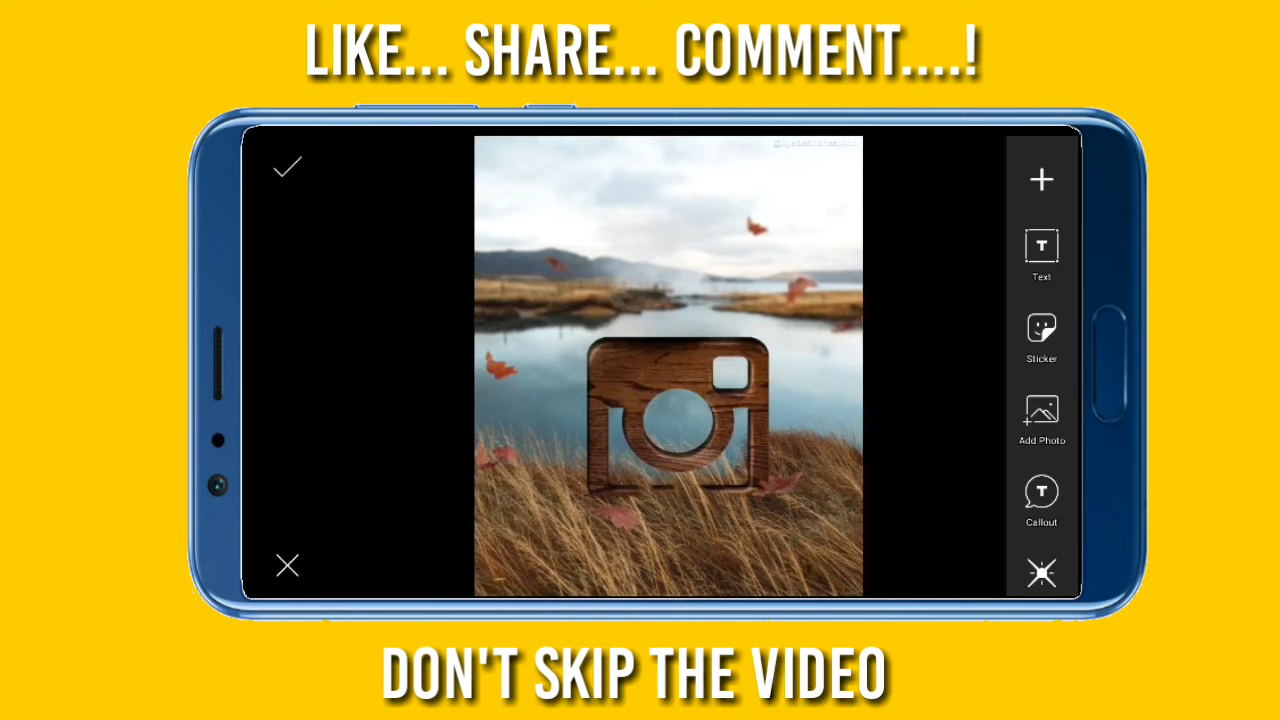 LIKE... SHARE... COMMENT....!
T
Text
Sticker
Add Photo
T
Callout
DON'T SKIP THE VIDEO